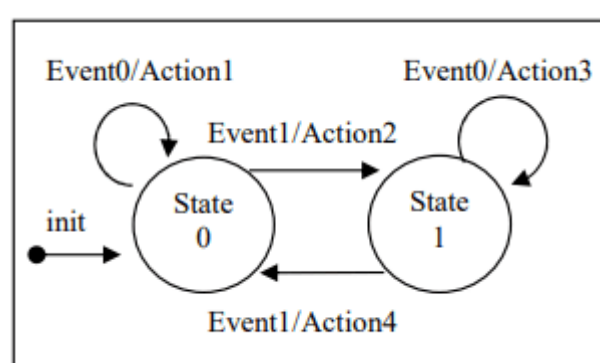 Event0/Action1
Event0/Action3
Event1/Action2
State
0
State
1
init
Event1/Action4